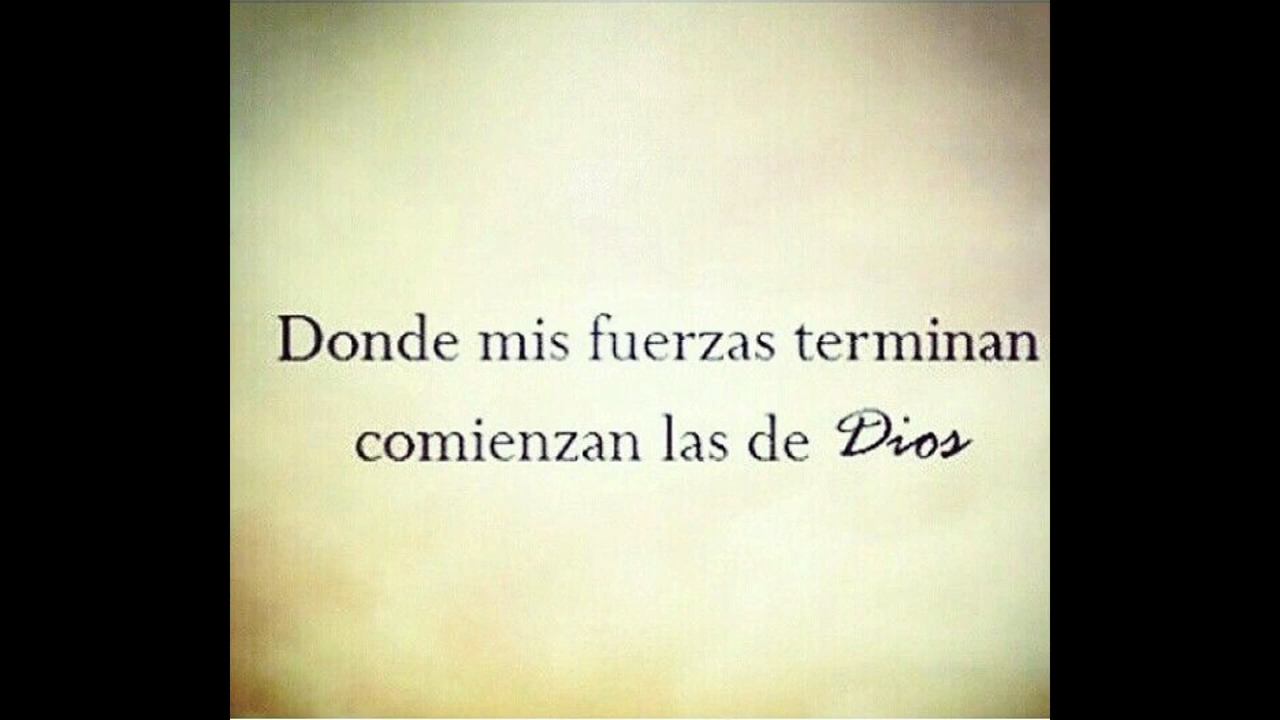 Donde mis fuerzas terminan
comienzan las de Dios